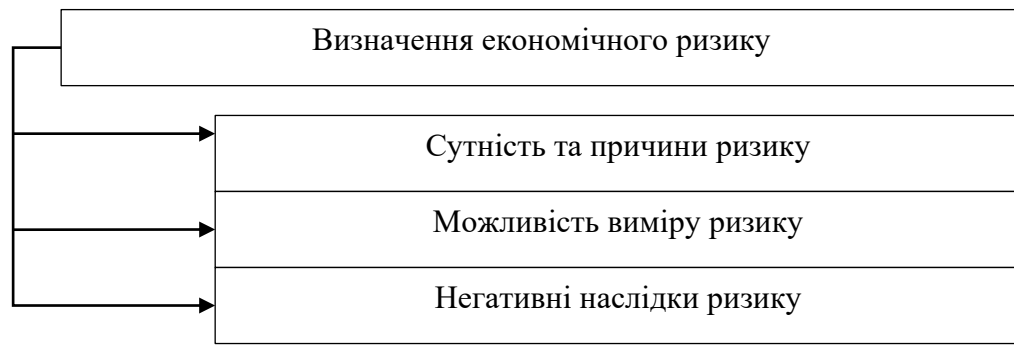 Визначення економічного ризику
Сутність та причини ризику
Можливість виміру ризику
Негативні наслідки ризику